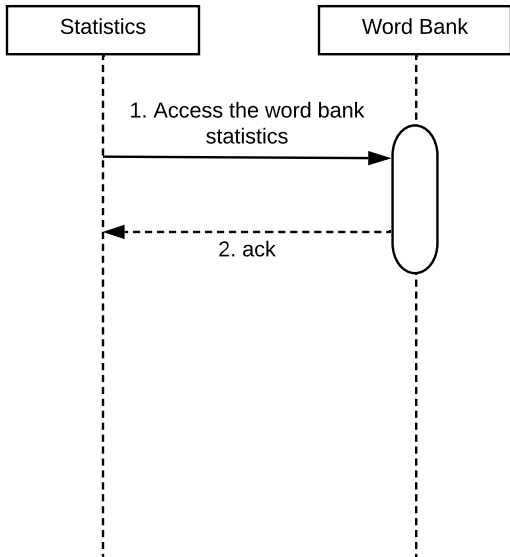 Statistics
Word Bank
1. Access the word bank
statistics
2. ack